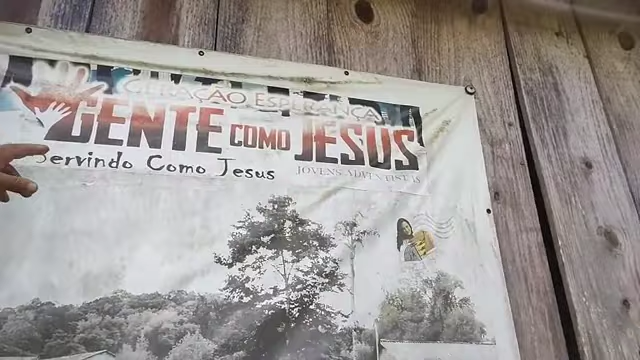 GERAÇÃO ESPERANÇA
GENTE COMO JESUS
Servindo Como Jesus
JOVENS ADVENTISTAS